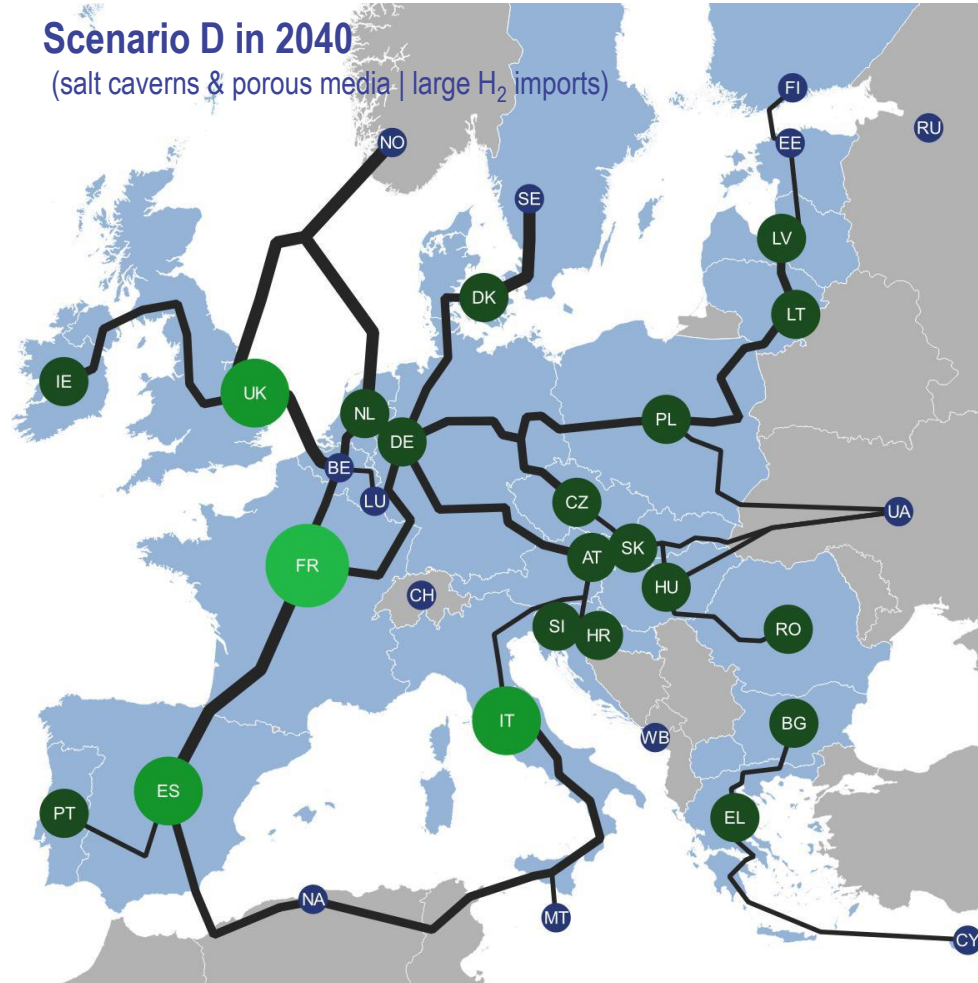 Scenario D in 2040
(salt caverns & porous media | large H₂ imports)
FI
RU
NO
EE
SE
LV
DK
LT
IE
UK
NL
PL
DE
BE
LU
CZ
UA
SK
AT
FR
HU
CH
SI
HR
RO
IT
BG
WB
ES
PT
EL
NA
MT
CY